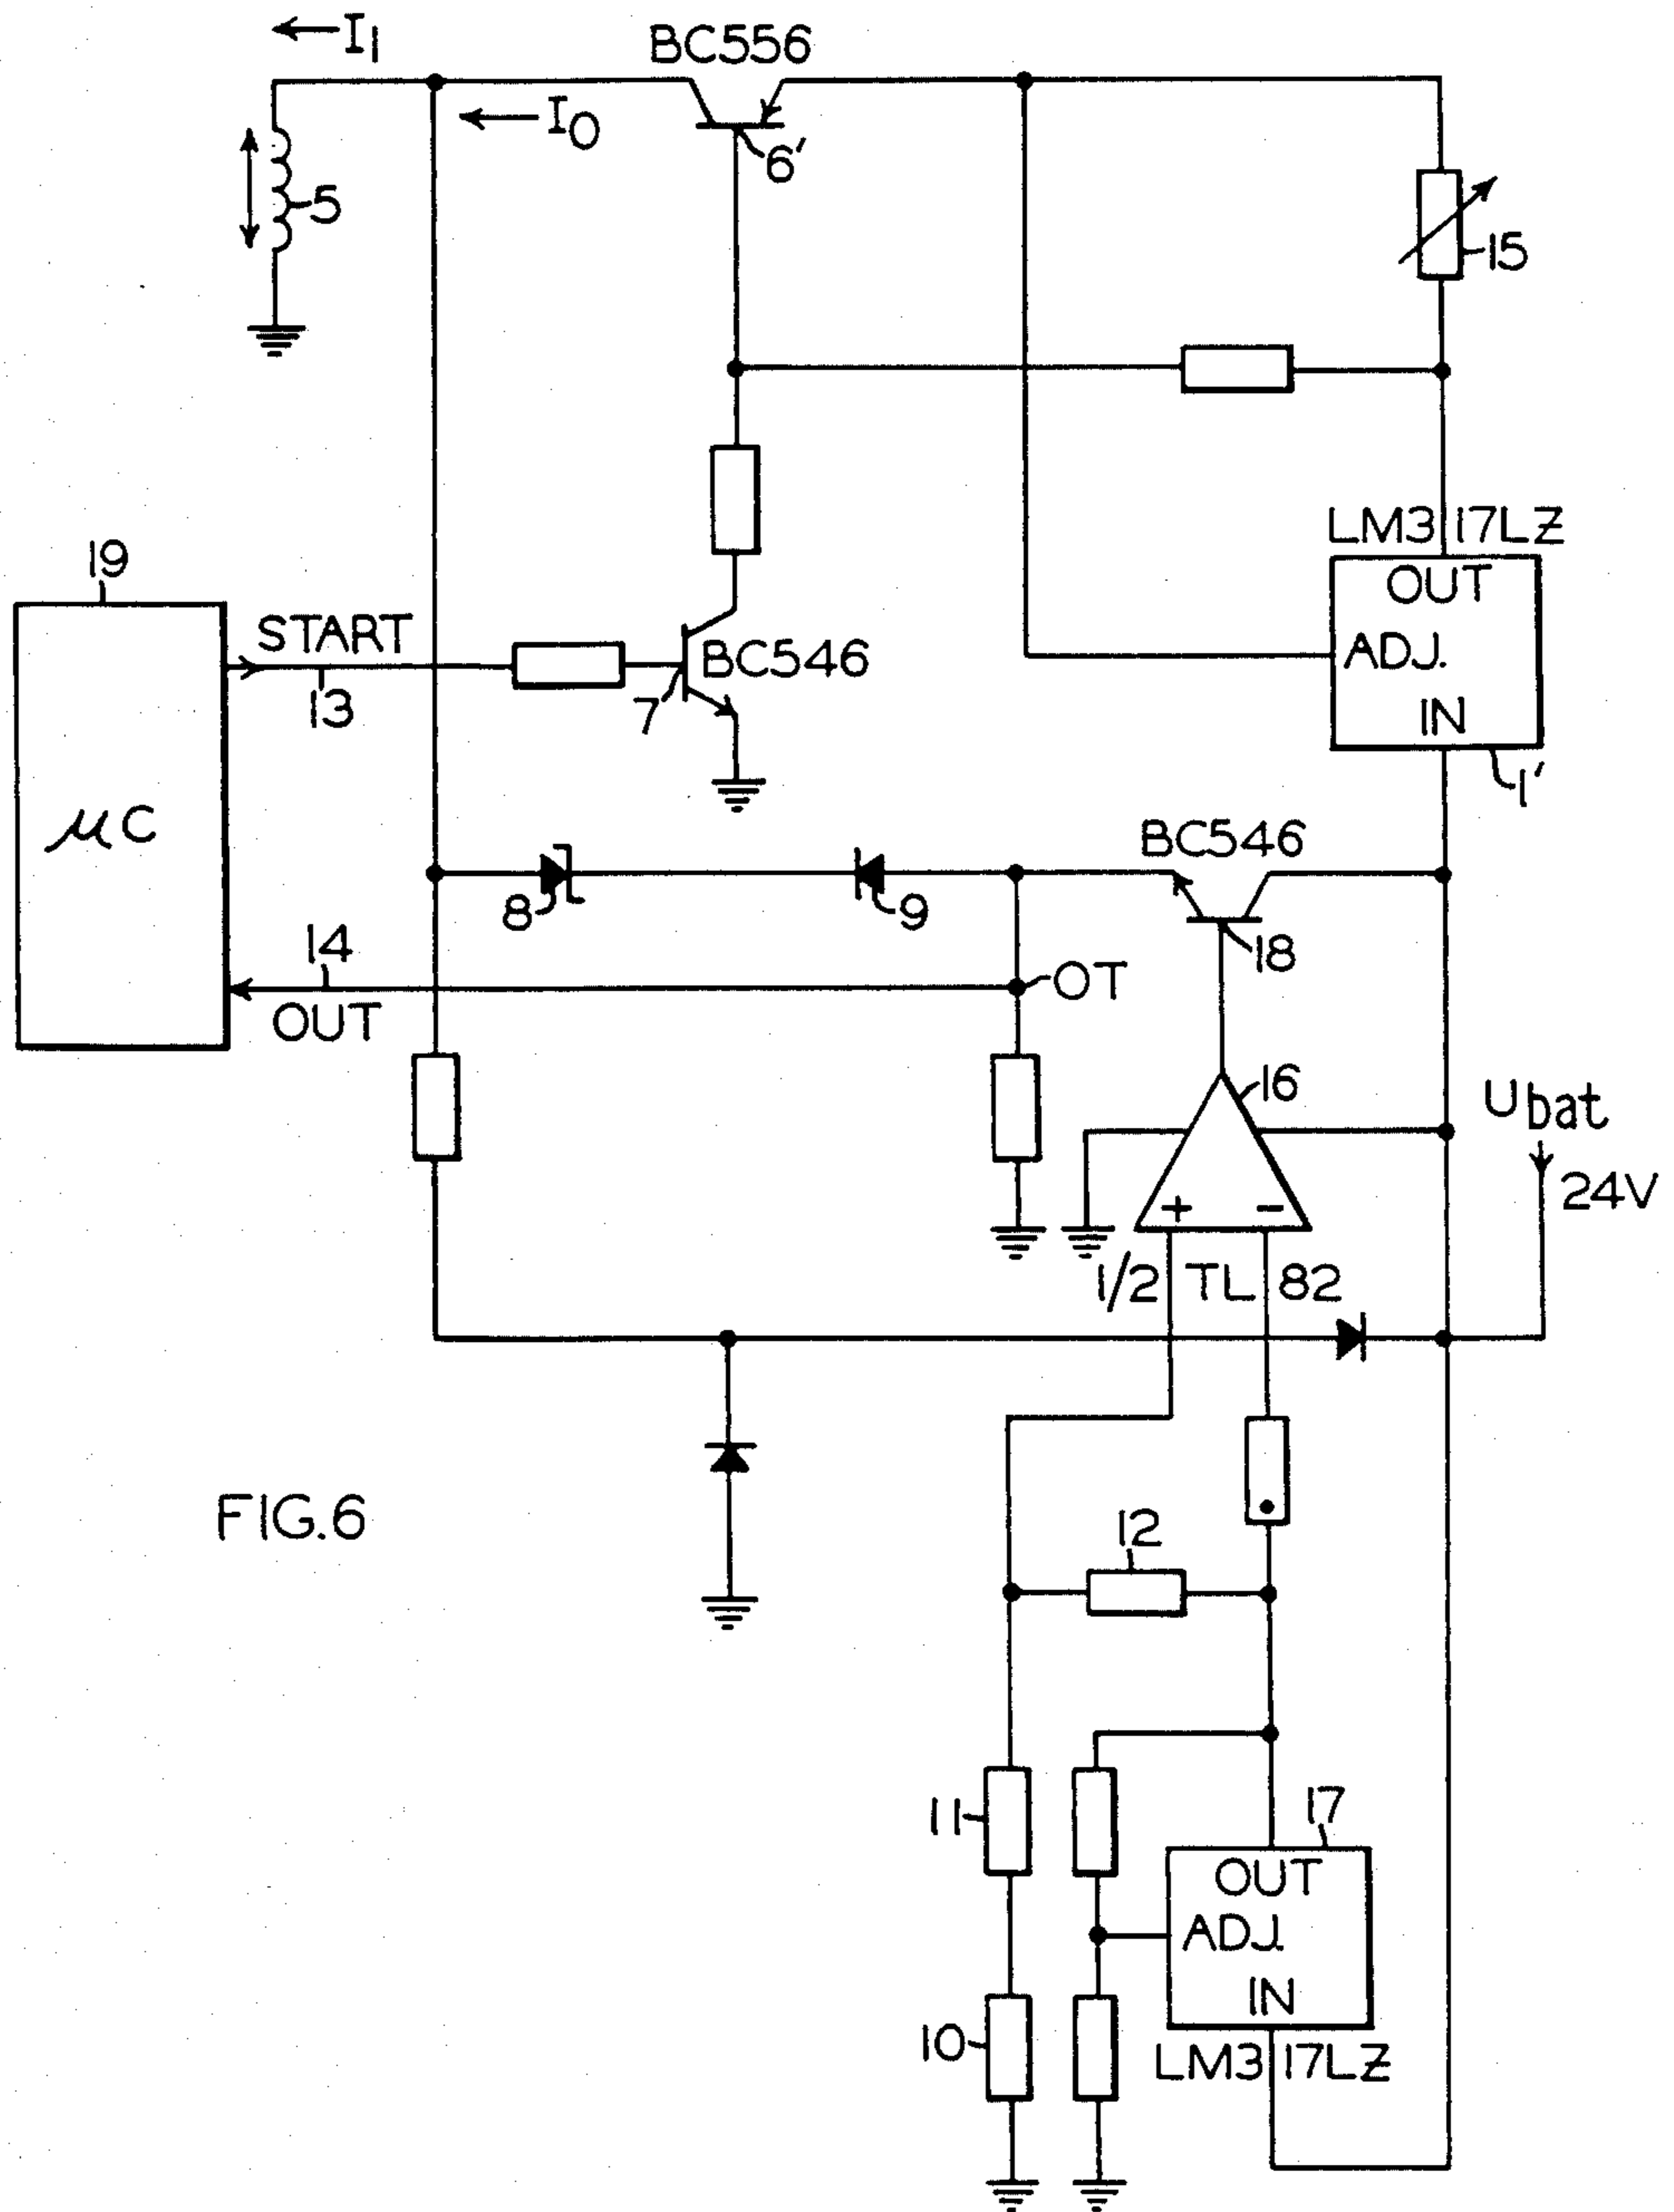 I1
BC556
I0
6'
5
15
LM317LZ
OUT
ADJ.
IN
1'
19
START
13
BC546
7
µC
BC546
8
9
18
14
OUT
OT
16
Ubat
24V
+ -
1/2 TL 82
FIG.6
12
11
17
OUT
ADJ.
IN
10
LM317LZ